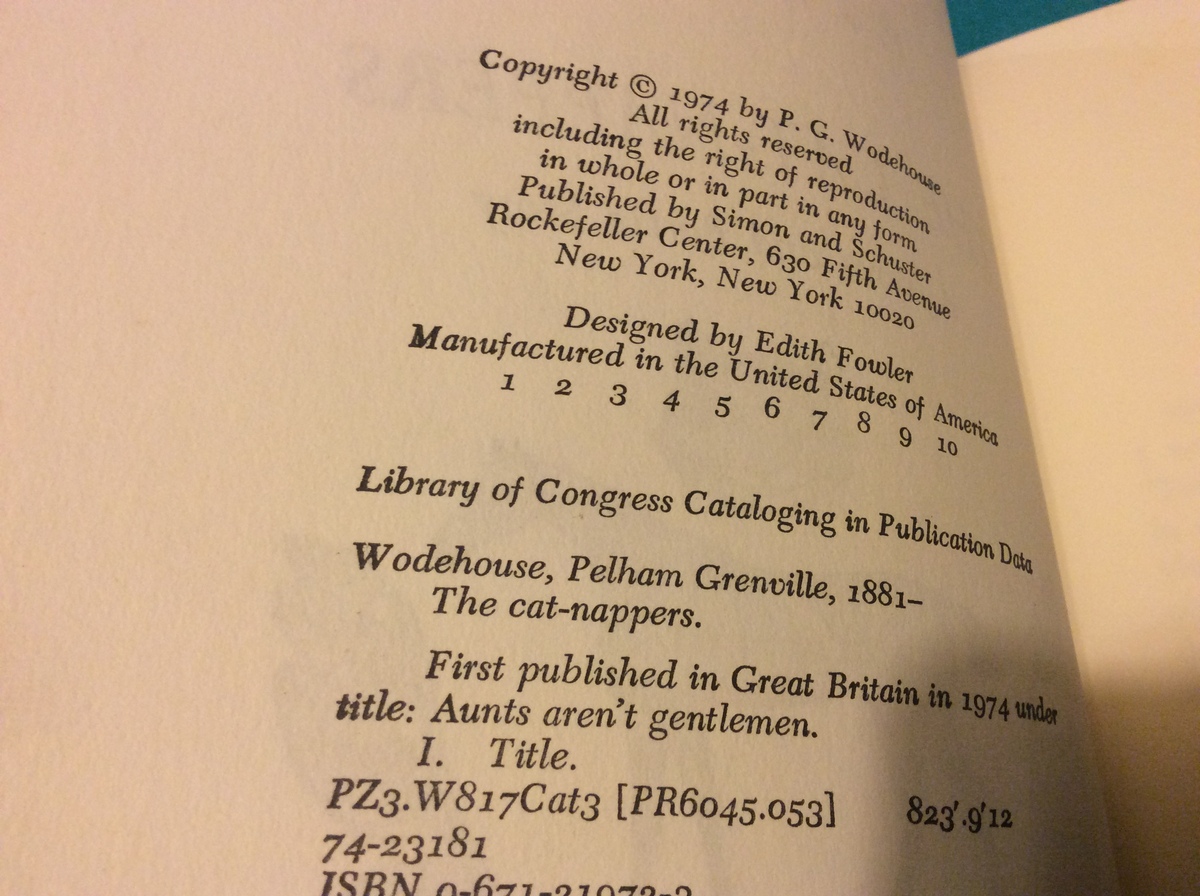 Copyright © 1974 by P. G. Wodehouse
All rights reserved
including the right of reproduction
in whole or in part in any form
Published by Simon and Schuster
Rockefeller Center, 630 Fifth Avenue
New York, New York 10020
Designed by Edith Fowler
Manufactured in the United States of America
1 2 3 4 5 6 7 8 9 10
Library of Congress Cataloging in Publication Data
Wodehouse, Pelham Grenville, 1881–
The cat-nappers.
First published in Great Britain in 1974 under
title: Aunts aren't gentlemen.
I. Title.
PZ3.W817Cat3 [PR6045.053] 823'.9'12
74-23181
ISBN